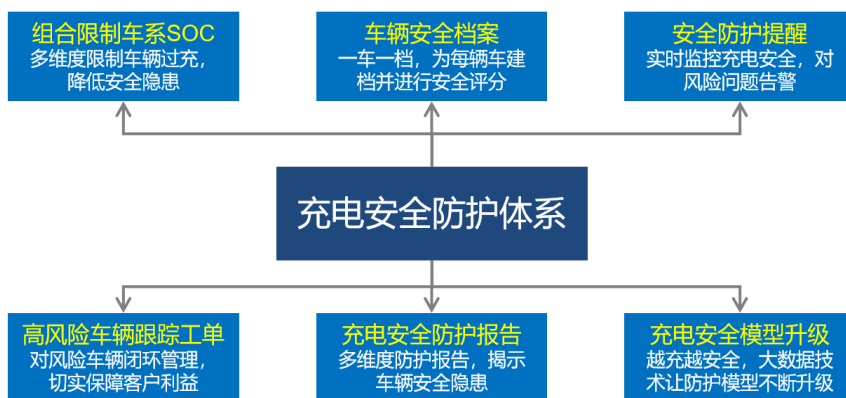 组合限制车系SOC
多维度限制车辆过充，
降低安全隐患
车辆安全档案
一车一档，为每辆车建
档并进行安全评分
安全防护提醒
实时监控充电安全，对
风险问题告警
充电安全防护体系
高风险车辆跟踪工单
对风险车辆闭环管理，
切实保障客户利益
充电安全防护报告
多维度防护报告，揭示
车辆安全隐患
充电安全模型升级
越充越安全，大数据技
术让防护模型不断升级